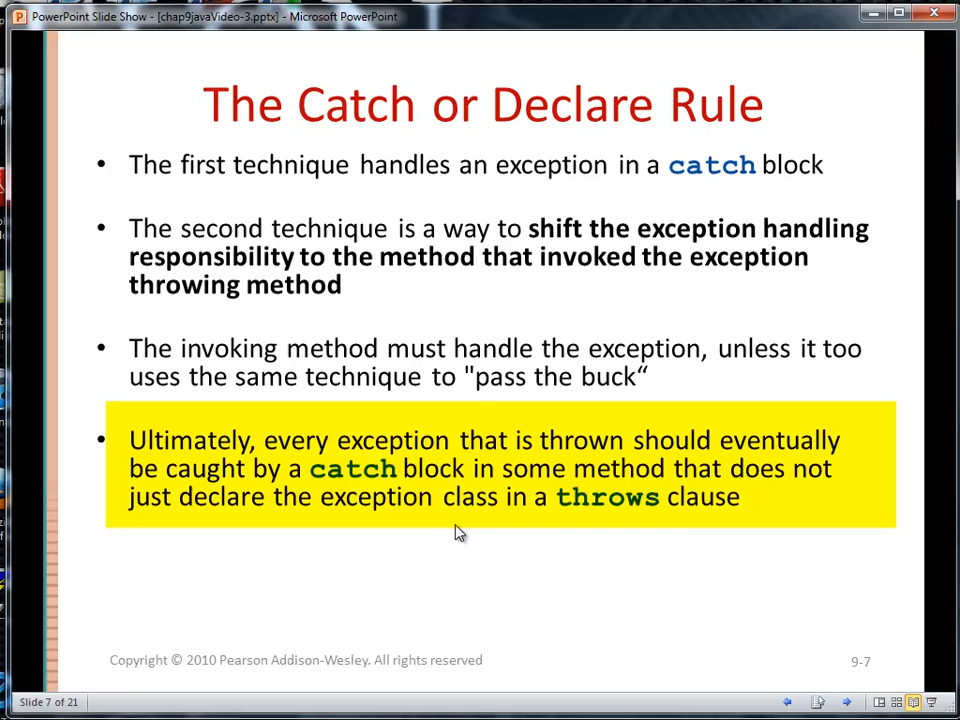 PowerPoint Slide Show - [chap9javaVideo-3.pptx] - Microsoft PowerPoint
The Catch or Declare Rule
• The first technique handles an exception in a catch block
• The second technique is a way to shift the exception handling
responsibility to the method that invoked the exception
throwing method
• The invoking method must handle the exception, unless it too
uses the same technique to "pass the buck“
• Ultimately, every exception that is thrown should eventually
be caught by a catch block in some method that does not
just declare the exception class in a throws clause
Copyright © 2010 Pearson Addison-Wesley. All rights reserved
9-7
Slide 7 of 21